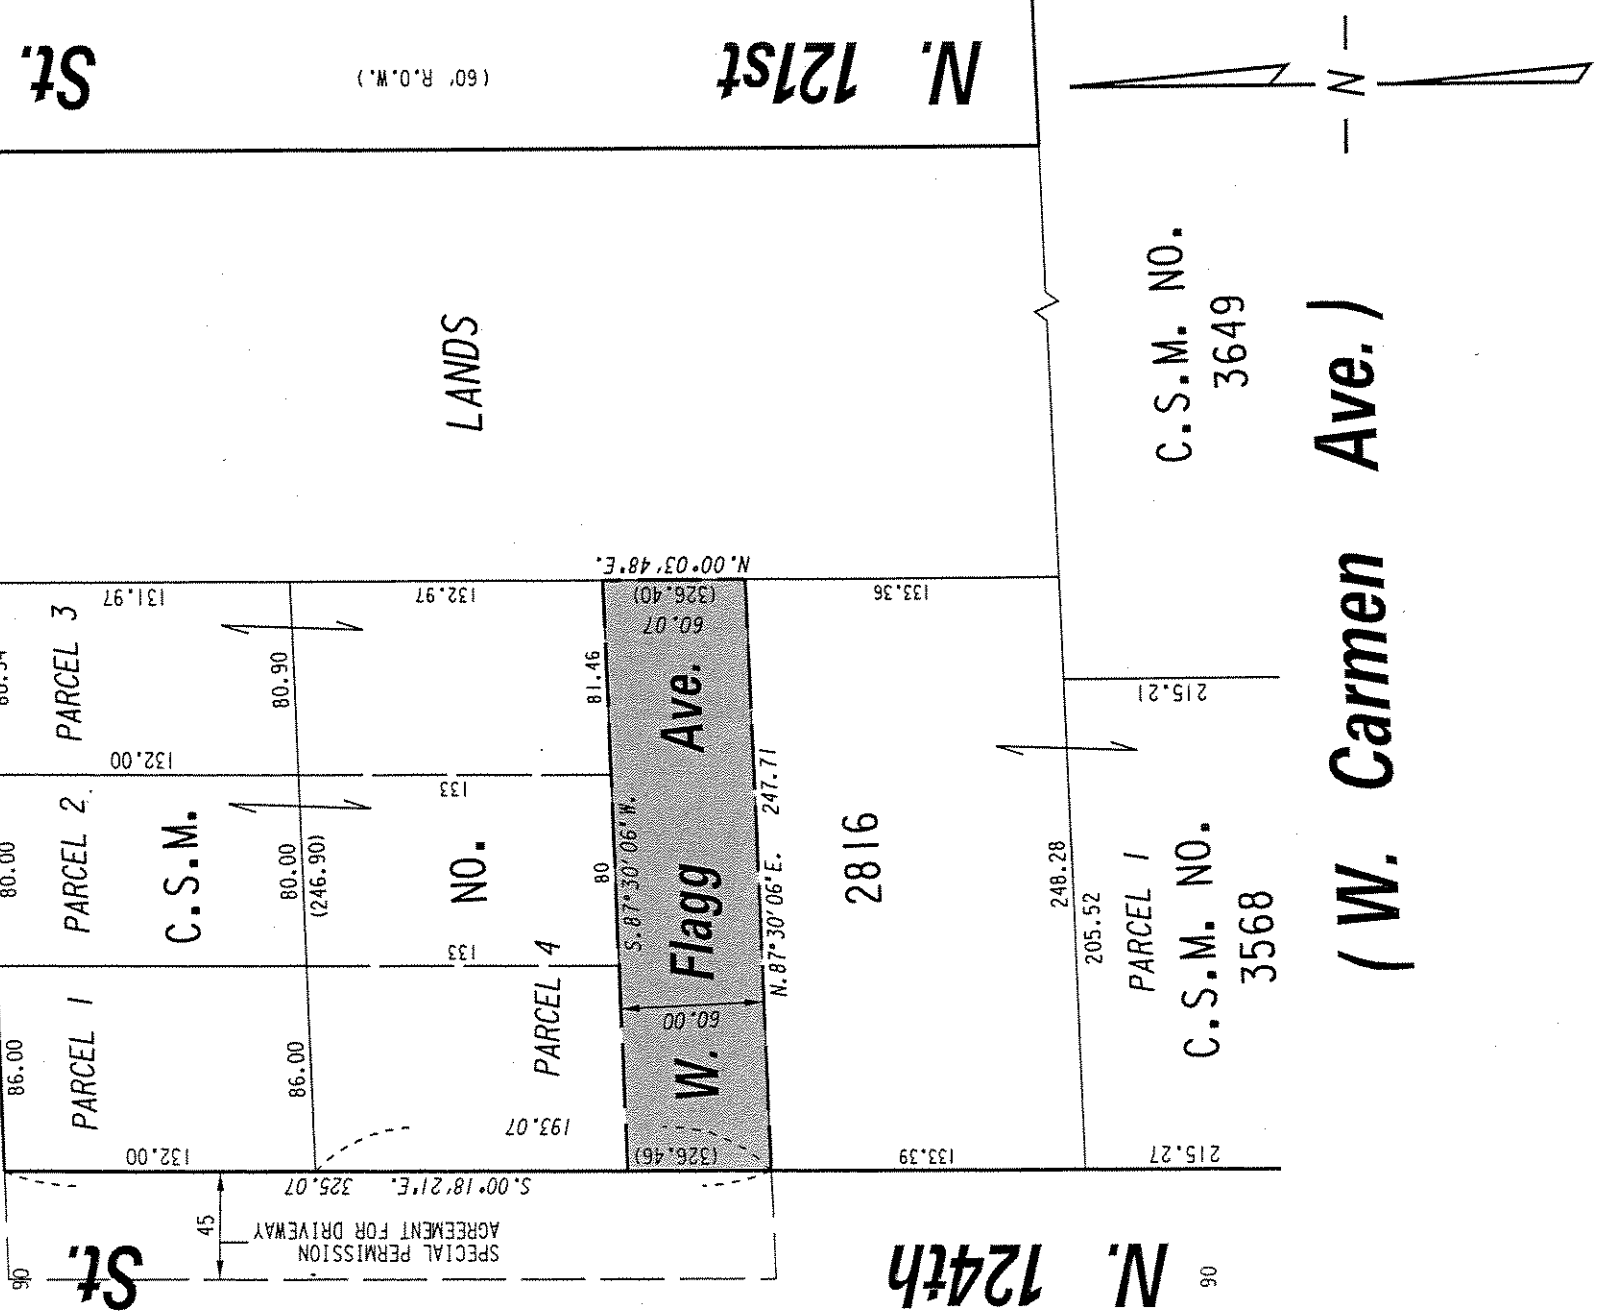 N. 121st St.
(60' R.O.W.)
N
LANDS
C.S.M. NO.
3649
( W. Carmen Ave.)
N.00°03'48"E.
131.97
132.97
(326.40)
60.07
133.36
PARCEL 3
80.90
81.46
W. Flagg Ave.
132.00
133
215.21
80.00
PARCEL 2
C.S.M.
80.00
(246.90)
NO.
80
S.87°30'06"W.
N.87°30'06"E. 247.71
2816
248.28
205.52
PARCEL 1
C.S.M. NO.
3568
133
86.00
PARCEL 1
86.00
PARCEL 4
60.00
193.07
132.00
(326.46)
133.39
215.27
S.00°18'21"E. 325.07
45
SPECIAL PERMISSION
AGREEMENT FOR DRIVEWAY
90
N. 124th St.
90